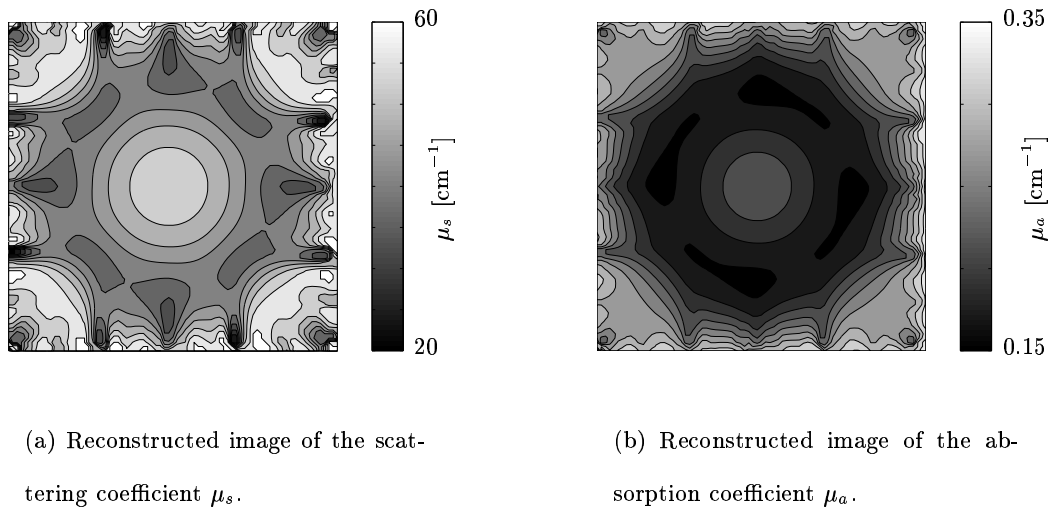 60
μs [cm−1]
20
0.35
μa [cm−1]
0.15
(a) Reconstructed image of the scat-
tering coefficient μs.
(b) Reconstructed image of the ab-
sorption coefficient μa.